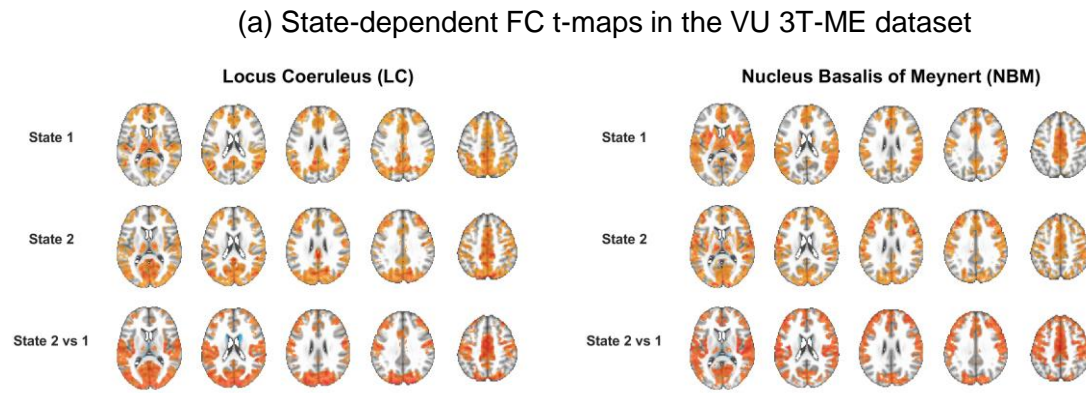 (a) State-dependent FC t-maps in the VU 3T-ME dataset
Locus Coeruleus (LC)
State 1
State 2
State 2 vs 1
Nucleus Basalis of Meynert (NBM)
State 1
State 2
State 2 vs 1